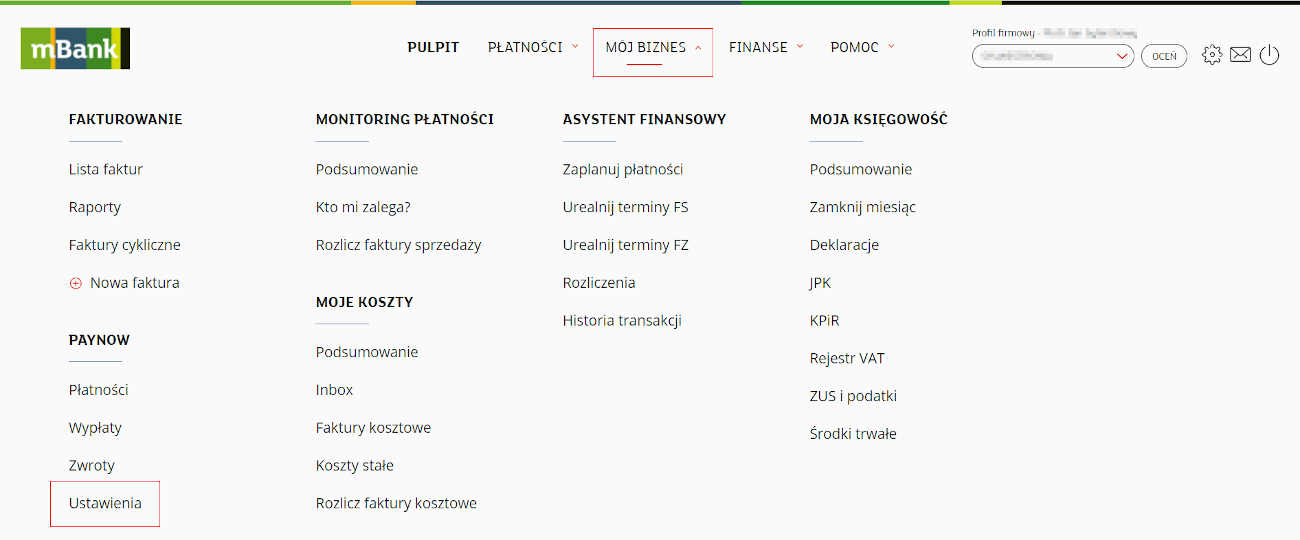 mBank
PULPIT PŁATNOŚCI MÓJ BIZNES FINANSE POMOC
Profil firmowy -
OCEŃ
FAKTUROWANIE
Lista faktur
Raporty
Faktury cykliczne
Nowa faktura
PAYNOW
Płatności
Wypłaty
Zwroty
Ustawienia
MONITORING PŁATNOŚCI
Podsumowanie
Kto mi zalega?
Rozlicz faktury sprzedaży
MOJE KOSZTY
Podsumowanie
Inbox
Faktury kosztowe
Koszty stałe
Rozlicz faktury kosztowe
ASYSTENT FINANSOWY
Zaplanuj płatności
Urealnij terminy FS
Urealnij terminy FZ
Rozliczenia
Historia transakcji
MOJA KSIĘGOWOŚĆ
Podsumowanie
Zamknij miesiąc
Deklaracje
JPK
KPiR
Rejestr VAT
ZUS i podatki
Środki trwałe